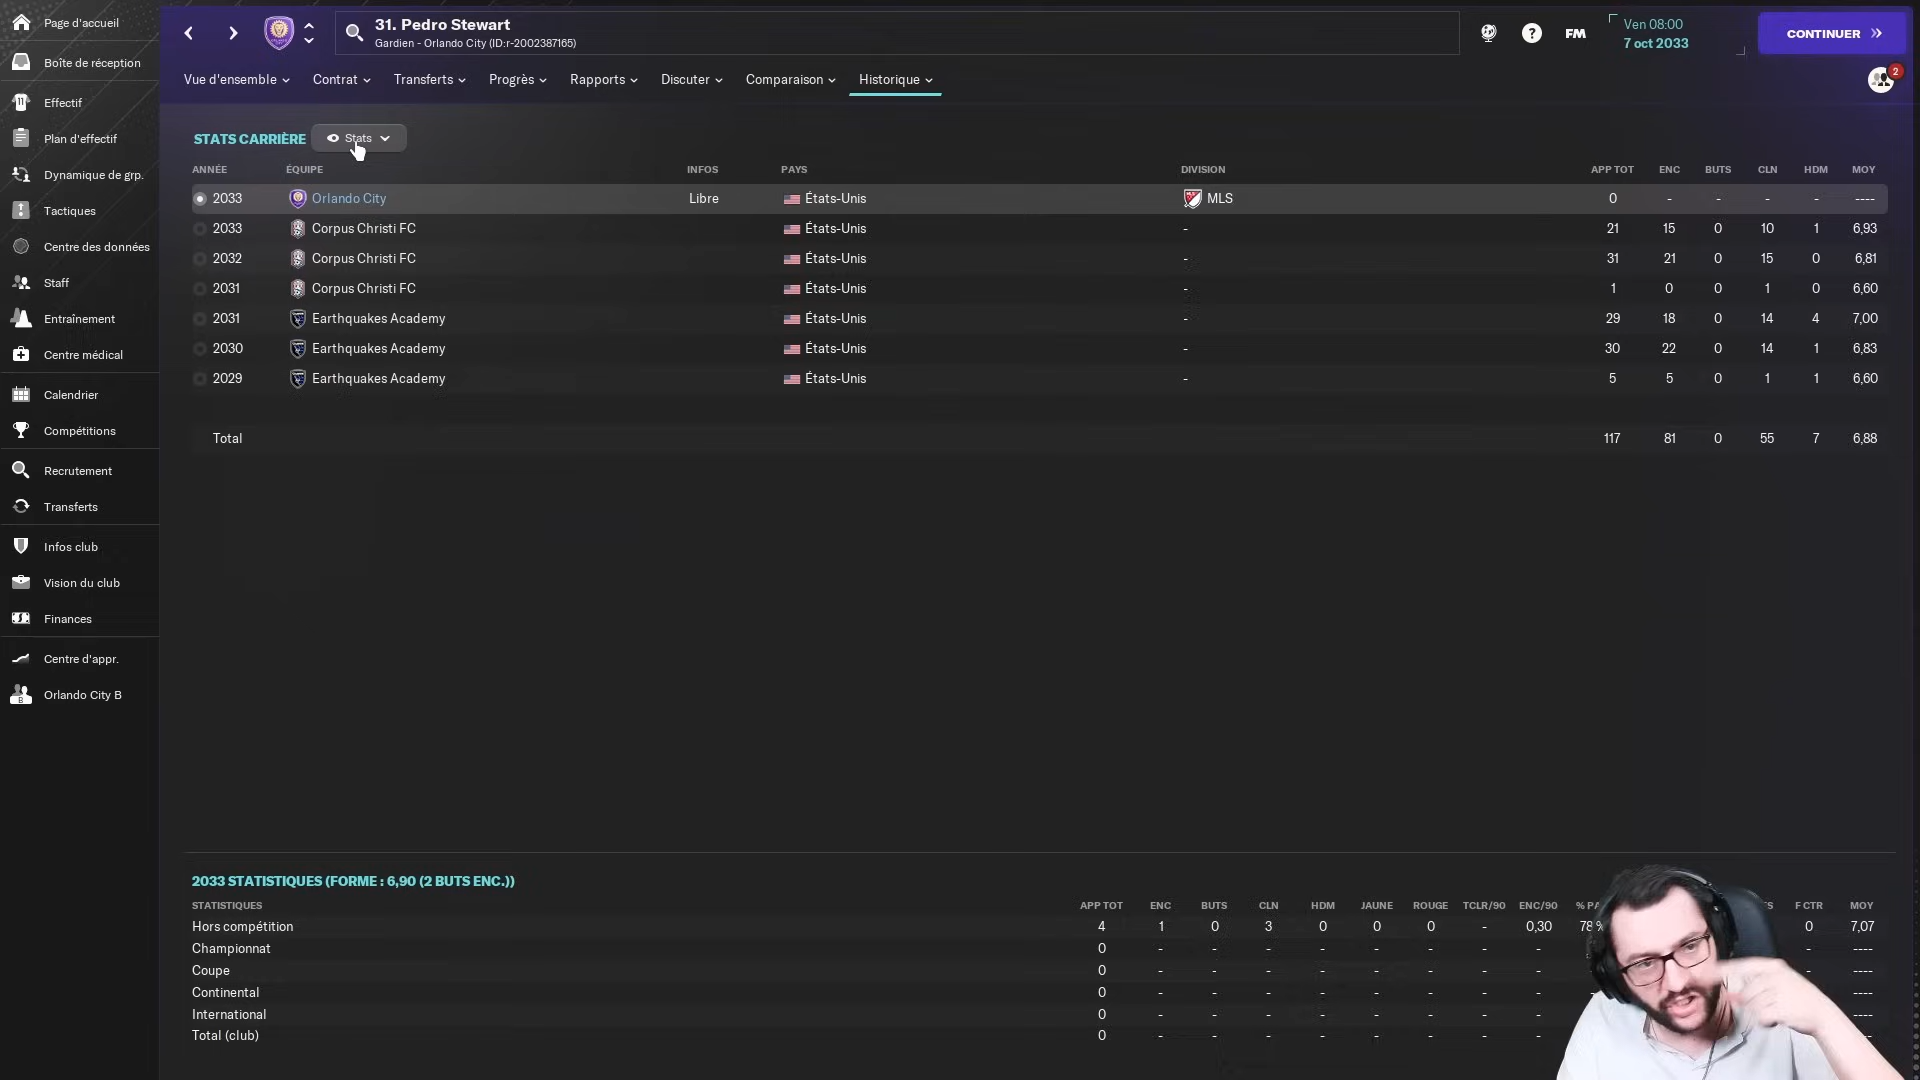 Page d'accueil
Boîte de réception
Effectif
Plan d'effectif
Dynamique de grp.
Tactiques
Centre des données
Staff
Entraînement
Centre médical
Calendrier
Compétitions
Recrutement
Transferts
Infos club
Vision du club
Finances
Centre d'appr.
Orlando City B
31. Pedro Stewart
Gardien - Orlando City (ID:r-2002387165)
FM
Ven 08:00
7 oct 2033
CONTINUER
2
Vue d'ensemble Contrat Transferts Progrès Rapports Discuter Comparaison Historique
STATS CARRIÈRE Stats
ANNÉE ÉQUIPE INFOS PAYS DIVISION APP TOT ENC BUTS CLN HDM MOY
2033 Orlando City Libre États-Unis MLS 0 - - - - ----
2033 Corpus Christi FC États-Unis - 21 15 0 10 1 6,93
2032 Corpus Christi FC États-Unis - 31 21 0 15 0 6,81
2031 Corpus Christi FC États-Unis - 1 0 0 1 0 6,60
2031 Earthquakes Academy États-Unis - 29 18 0 14 4 7,00
2030 Earthquakes Academy États-Unis - 30 22 0 14 1 6,83
2029 Earthquakes Academy États-Unis - 5 5 0 1 1 6,60
Total 117 81 0 55 7 6,88
2033 STATISTIQUES (FORME : 6,90 (2 BUTS ENC.))
STATISTIQUES APP TOT ENC BUTS CLN HDM JAUNE ROUGE TCLR/90 ENC/90 F CTR MOY
Hors compétition 4 1 0 3 0 0 0 - 0,30 78 % 0 7,07
Championnat 0 - - - - - - - - - ----
Coupe 0 - - - - - - - - - ----
Continental 0 - - - - - - - - ----
International 0 - - - - - - - - ----
Total (club) 0 - - - - - - - -